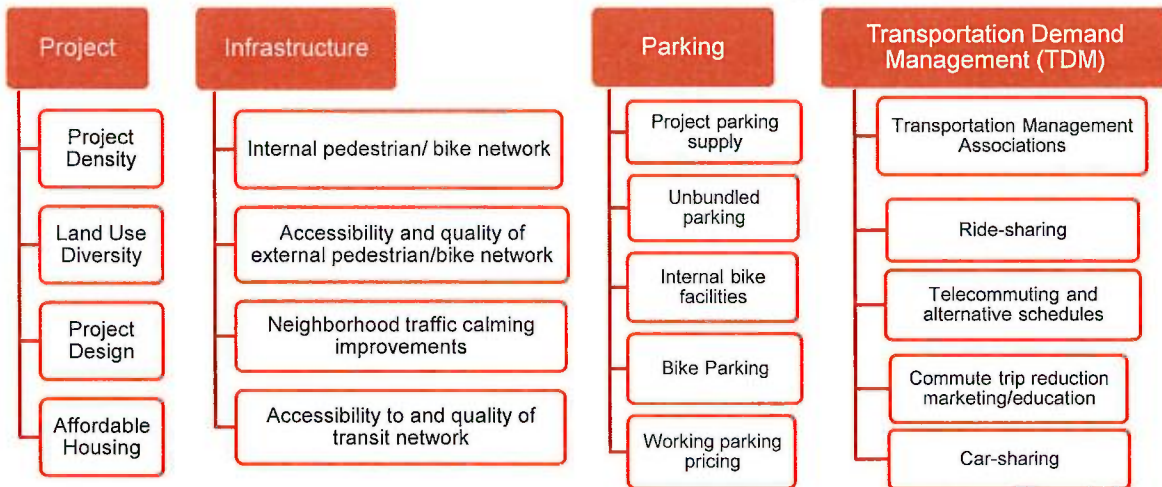 Project
Project
Density
Land Use
Diversity
Project
Design
Affordable
Housing
Infrastructure
Internal pedestrian/ bike network
Accessibility and quality of
external pedestrian/bike network
Neighborhood traffic calming
improvements
Accessibility to and quality of
transit network
Parking
Project parking
supply
Unbundled
parking
Internal bike
facilities
Bike Parking
Working parking
pricing
Transportation Demand
Management (TDM)
Transportation Management
Associations
Ride-sharing
Telecommuting and
alternative schedules
Commute trip reduction
marketing/education
Car-sharing